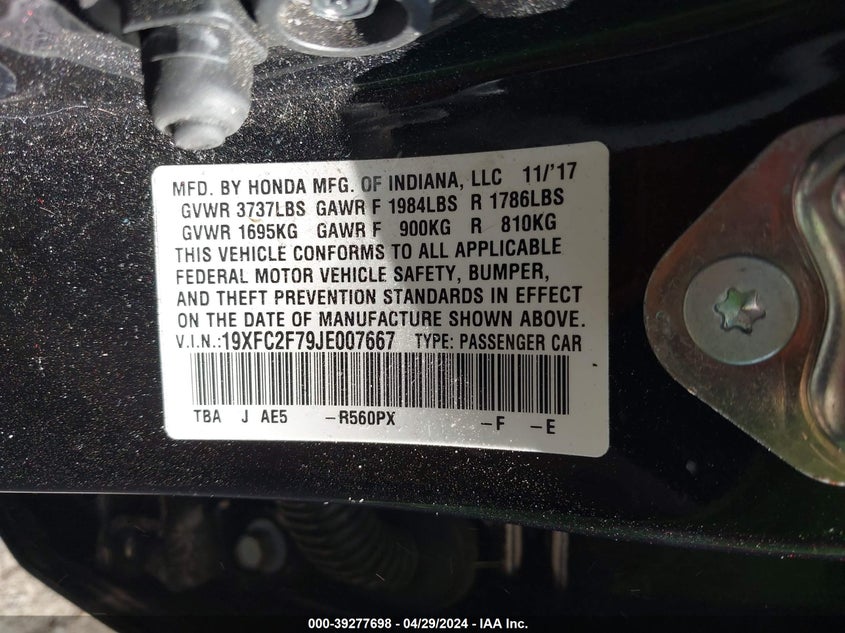 MFD. BY HONDA MFG. OF INDIANA, LLC 11/'17
GVWR 3737LBS GAWR F 1984LBS R 1786LBS
GVWR 1695KG GAWR F 900KG R 810KG
THIS VEHICLE CONFORMS TO ALL APPLICABLE
FEDERAL MOTOR VEHICLE SAFETY, BUMPER,
AND THEFT PREVENTION STANDARDS IN EFFECT
ON THE DATE OF MANUFACTURE SHOWN ABOVE.
V.I.N.:19XFC2F79JE007667 TYPE: PASSENGER CAR
TBA J AE5 -R560PX -F -E
000-39277698 - 04/29/2024 - IAA Inc.